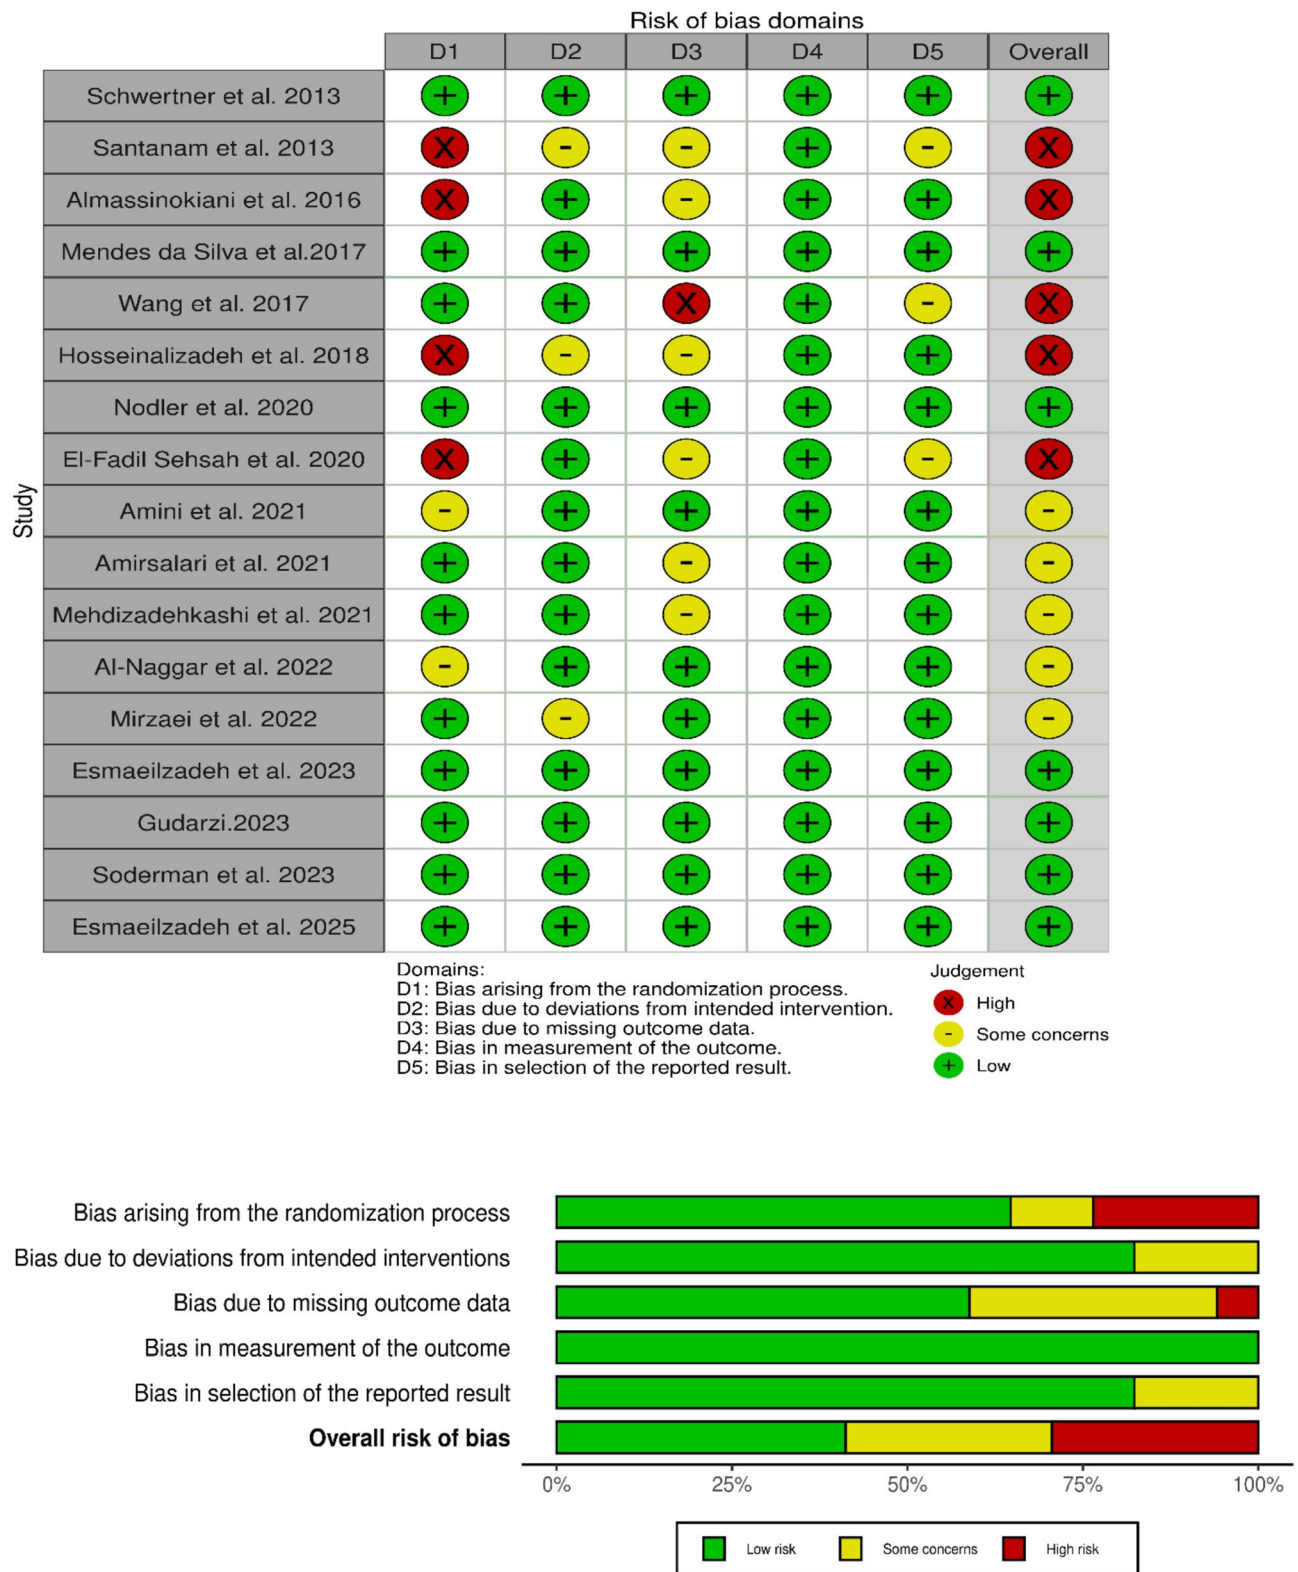 Risk of bias domains
D1 D2 D3 D4 D5 Overall
Study
Schwertner et al. 2013 + + + + + +
Santanam et al. 2013 X - - + - X
Almassinokiani et al. 2016 X + - + + X
Mendes da Silva et al.2017 + + + + + +
Wang et al. 2017 + + X + - X
Hosseinalizadeh et al. 2018 X - - + + X
Nodler et al. 2020 + + + + + +
El-Fadil Sehsah et al. 2020 X + - + - X
Amini et al. 2021 - + + + + -
Amirsalari et al. 2021 + + - + + -
Mehdizadehkashi et al. 2021 + + - + + -
Al-Naggar et al. 2022 - + + + + -
Mirzaei et al. 2022 + - + + + -
Esmaeilzadeh et al. 2023 + + + + + +
Gudarzi.2023 + + + + + +
Soderman et al. 2023 + + + + + +
Esmaeilzadeh et al. 2025 + + + + + +
Domains:
D1: Bias arising from the randomization process.
D2: Bias due to deviations from intended intervention.
D3: Bias due to missing outcome data.
D4: Bias in measurement of the outcome.
D5: Bias in selection of the reported result.
Judgement
X High
- Some concerns
+ Low
Bias arising from the randomization process
Bias due to deviations from intended interventions
Bias due to missing outcome data
Bias in measurement of the outcome
Bias in selection of the reported result
Overall risk of bias
0% 25% 50% 75% 100%
Low risk Some concerns High risk